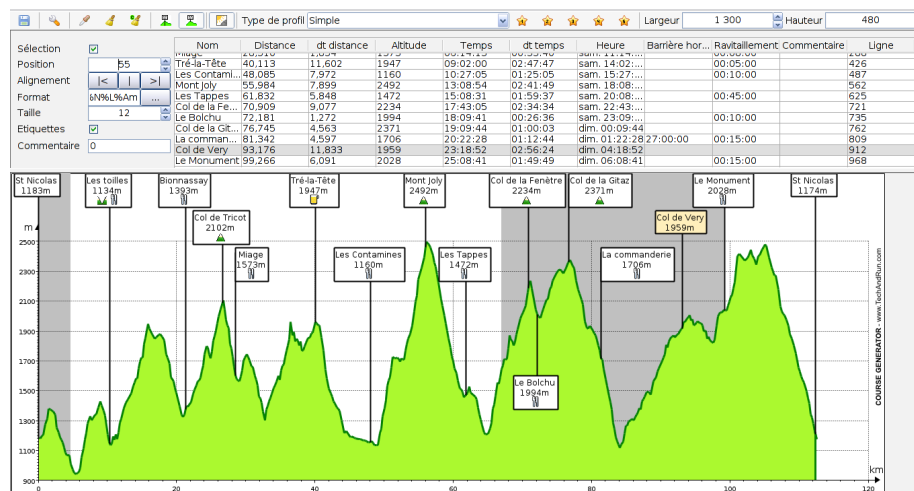 Type de profil Simple Largeur 1 300 Hauteur 480
Sélection
Position 55
Alignement |< | >|
Format %N%L%Am ...
Taille 12
Etiquettes
Commentaire 0
Nom Distance dt distance Altitude Temps dt temps Heure Barrière hor... Ravitaillement Commentaire Ligne
Tré-la-Tête 40,113 11,602 1947 09:02:00 02:47:47 sam. 14:02:... 00:05:00 426
Les Contami... 48,085 7,972 1160 10:27:05 01:25:05 sam. 15:27:... 00:10:00 487
Mont Joly 55,984 7,899 2492 13:08:54 02:41:49 sam. 18:08:... 562
Les Tappes 61,832 5,848 1472 15:08:31 01:59:37 sam. 20:08:... 00:45:00 625
Col de la Fe... 70,909 9,077 2234 17:43:05 02:34:34 sam. 22:43:... 721
Le Bolchu 72,181 1,272 1994 18:09:41 00:26:36 sam. 23:09:... 00:10:00 735
Col de la Git... 76,745 4,563 2371 19:09:44 01:00:03 dim. 00:09:44 762
La comman... 81,342 4,597 1706 20:22:28 01:12:44 dim. 01:22:28 27:00:00 00:15:00 809
Col de Very 93,176 11,833 1959 23:18:52 02:56:24 dim. 04:18:52 912
Le Monument 99,266 6,091 2028 25:08:41 01:49:49 dim. 06:08:41 00:15:00 968
St Nicolas
1183m
Les toilles
1134m
Bionnassay
1393m
Tré-la-Tête
1947m
Mont Joly
2492m
Col de la Fenêtre
2234m
Col de la Gitaz
2371m
Le Monument
2028m
St Nicolas
1174m
Col de Tricot
2102m
Col de Very
1959m
Miage
1573m
Les Contamines
1160m
Les Tappes
1472m
La commanderie
1706m
Le Bolchu
1994m
m
2500
2300
2100
1900
1700
1500
1300
1100
900
0 20 40 60 80 100 120
km
COURSE GENERATOR - www.TechAndRun.com